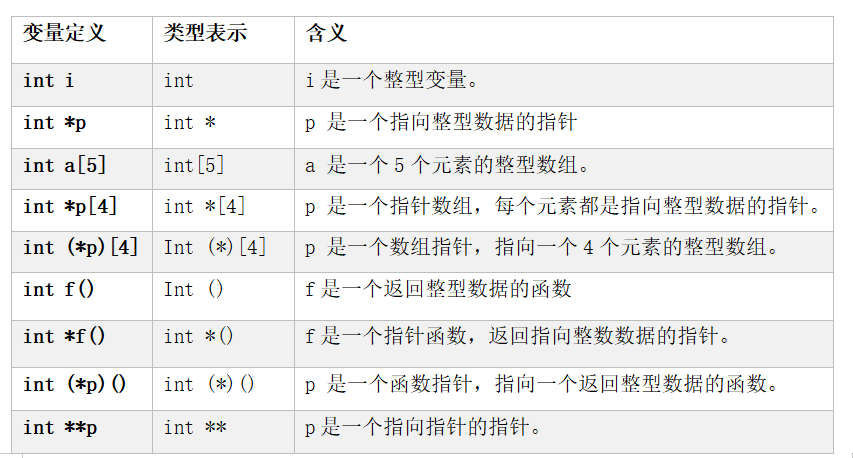 变量定义 类型表示 含义
int i int i是一个整型变量。
int *p int * p 是一个指向整型数据的指针
int a[5] int[5] a 是一个5个元素的整型数组。
int *p[4] int *[4] p 是一个指针数组，每个元素都是指向整型数据的指针。
int (*p)[4] Int (*)[4] p 是一个数组指针，指向一个4个元素的整型数组。
int f() Int () f是一个返回整型数据的函数
int *f() int *() f是一个指针函数，返回指向整数数据的指针。
int (*p)() int (*)() p 是一个函数指针，指向一个返回整型数据的函数。
int **p int ** p是一个指向指针的指针。